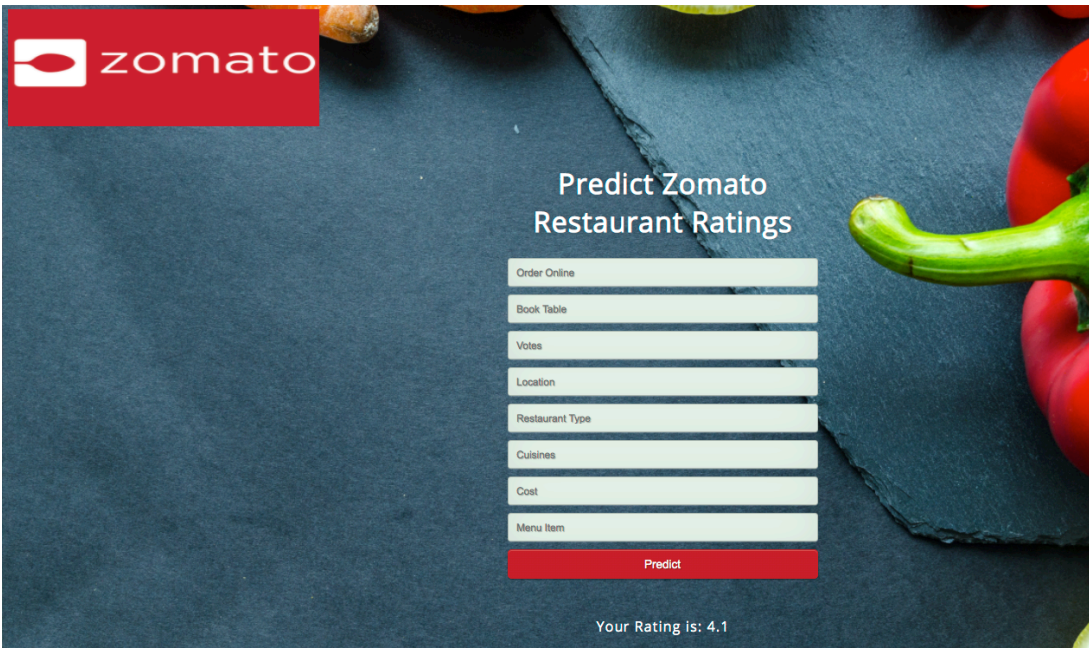 zomato
Predict Zomato
Restaurant Ratings
Order Online
Book Table
Votes
Location
Restaurant Type
Cuisines
Cost
Menu Item
Predict
Your Rating is: 4.1